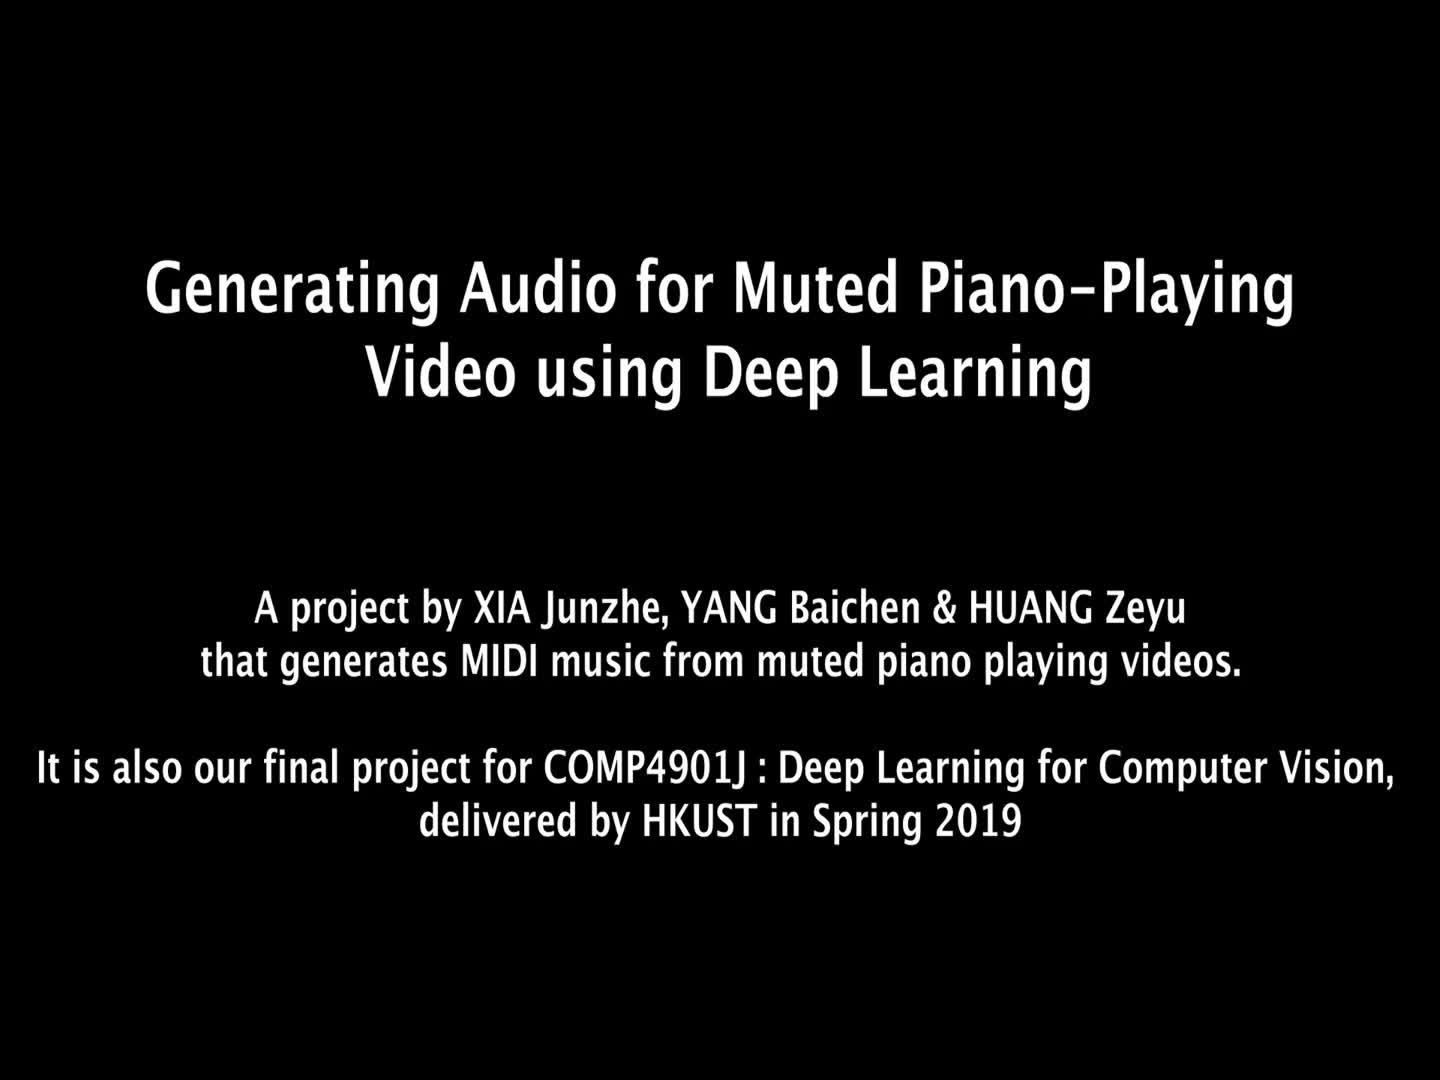 Generating Audio for Muted Piano-Playing
Video using Deep Learning
A project by XIA Junzhe, YANG Baichen & HUANG Zeyu
that generates MIDI music from muted piano playing videos.
It is also our final project for COMP4901J : Deep Learning for Computer Vision,
delivered by HKUST in Spring 2019